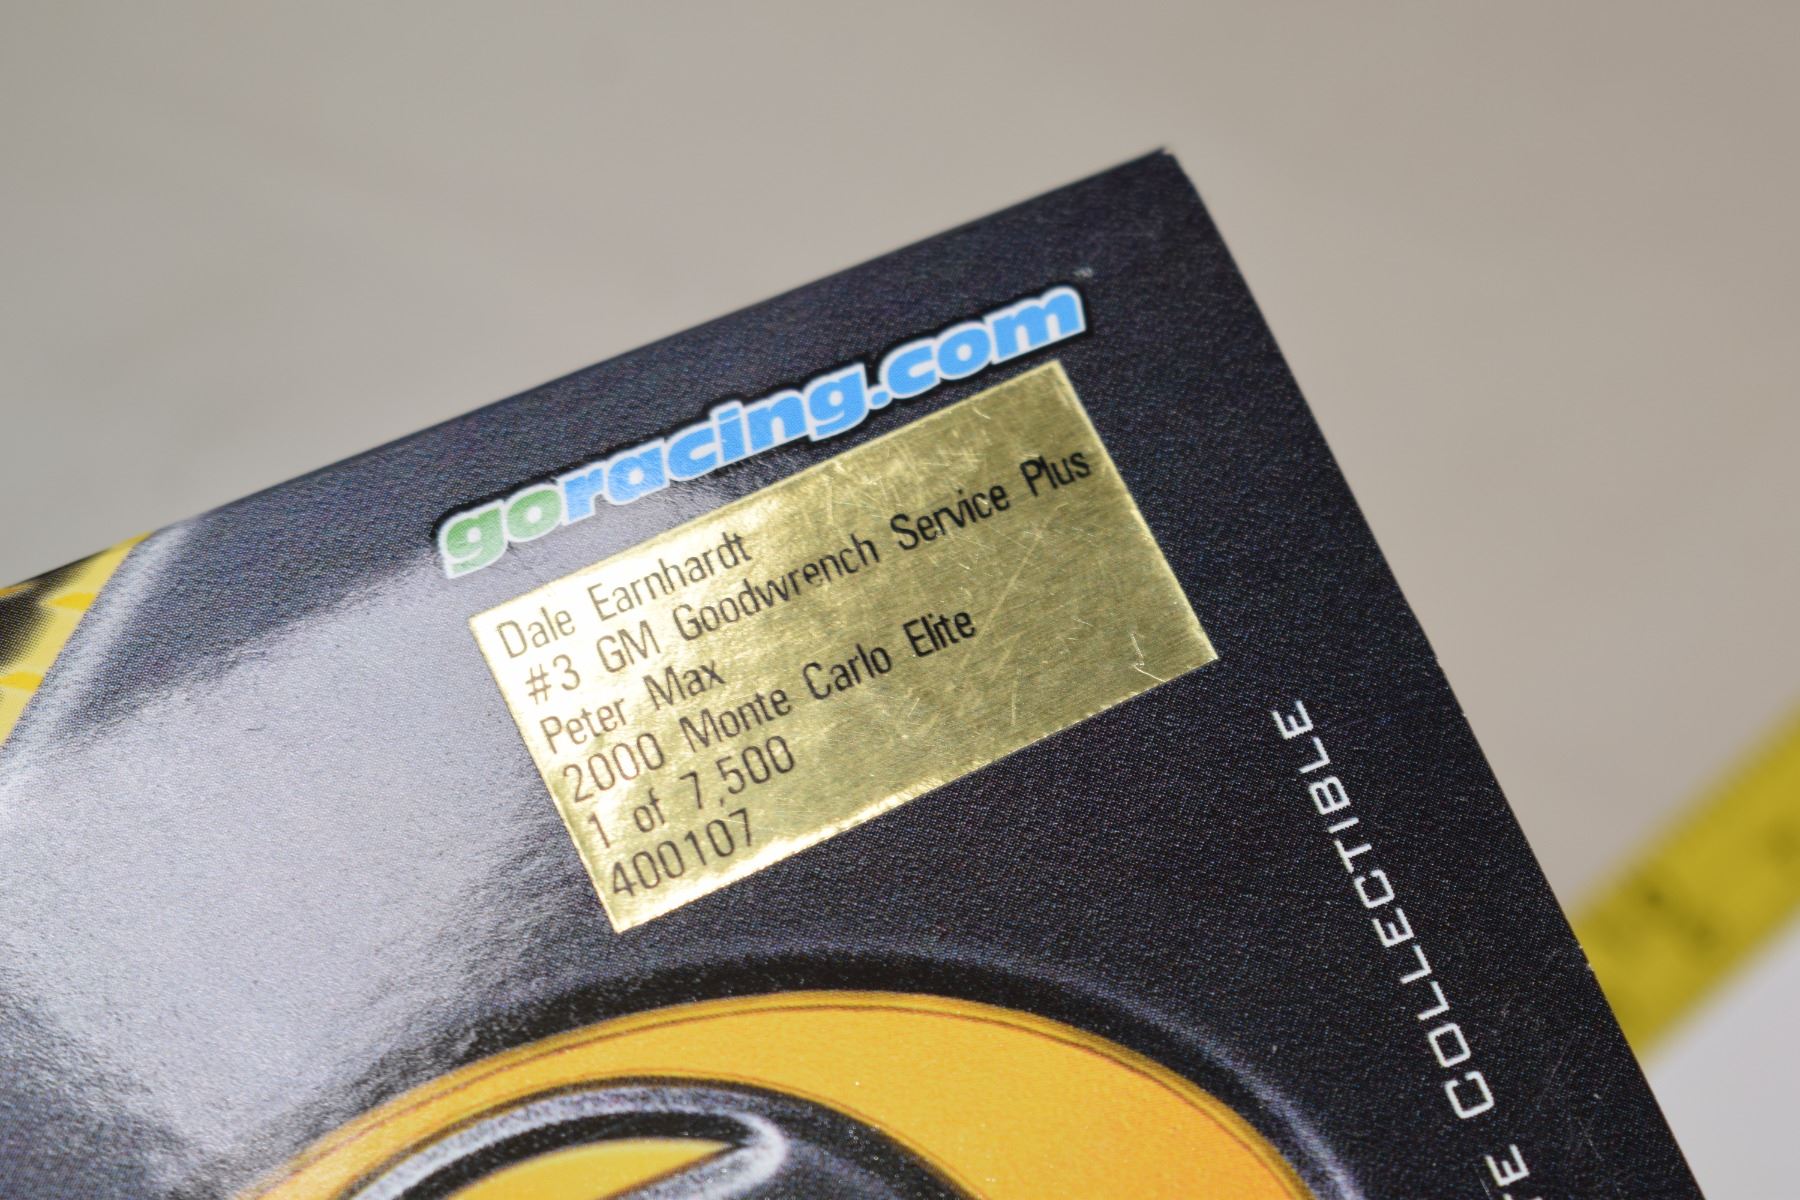 goracing.com
Dale Earnhardt
#3 GM Goodwrench Service Plus
Peter Max
2000 Monte Carlo Elite
1 of 7,500
400107
COLLECTIBLE